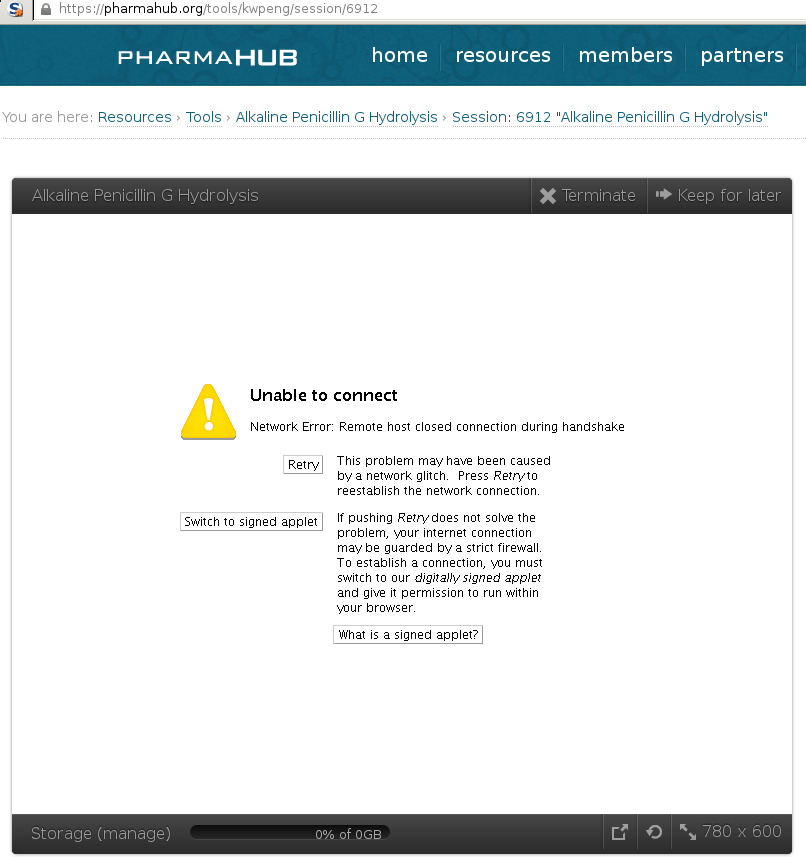 https://pharmahub.org/tools/kwpeng/session/6912
PHARMAHUB home resources members partners
You are here: Resources › Tools › Alkaline Penicillin G Hydrolysis › Session: 6912 "Alkaline Penicillin G Hydrolysis"
Alkaline Penicillin G Hydrolysis Terminate Keep for later
Unable to connect
Network Error: Remote host closed connection during handshake
Retry
This problem may have been caused
by a network glitch. Press Retry to
reestablish the network connection.
Switch to signed applet
If pushing Retry does not solve the
problem, your internet connection
may be guarded by a strict firewall.
To establish a connection, you must
switch to our digitally signed applet
and give it permission to run within
your browser.
What is a signed applet?
Storage (manage) 0% of 0GB 780 x 600